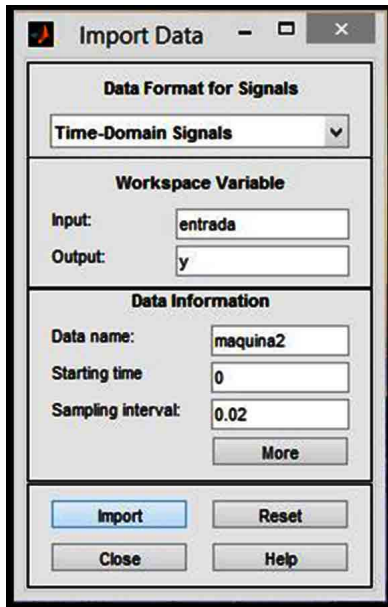 Import Data
Data Format for Signals
Time-Domain Signals
Workspace Variable
Input: entrada
Output: y
Data Information
Data name: maquina2
Starting time 0
Sampling interval: 0.02
More
Import Reset
Close Help